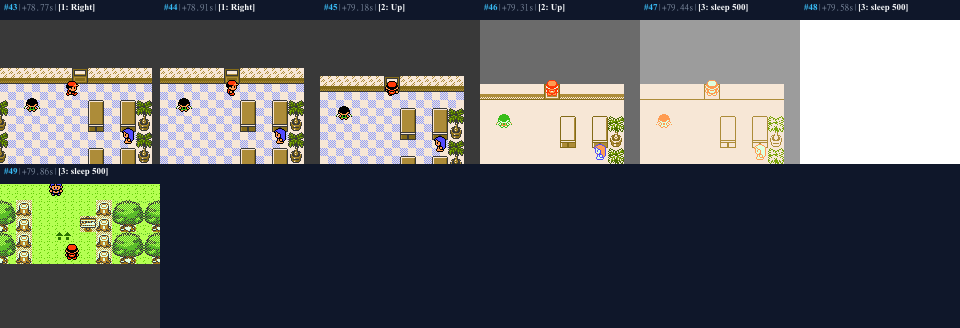 #43|+78.77s|[1: Right]
#44|+78.91s|[1: Right]
#45|+79.18s|[2: Up]
#46|+79.31s|[2: Up]
#47|+79.44s|[3: sleep 500]
#48|+79.58s|[3: sleep 500]
#49|+79.86s|[3: sleep 500]